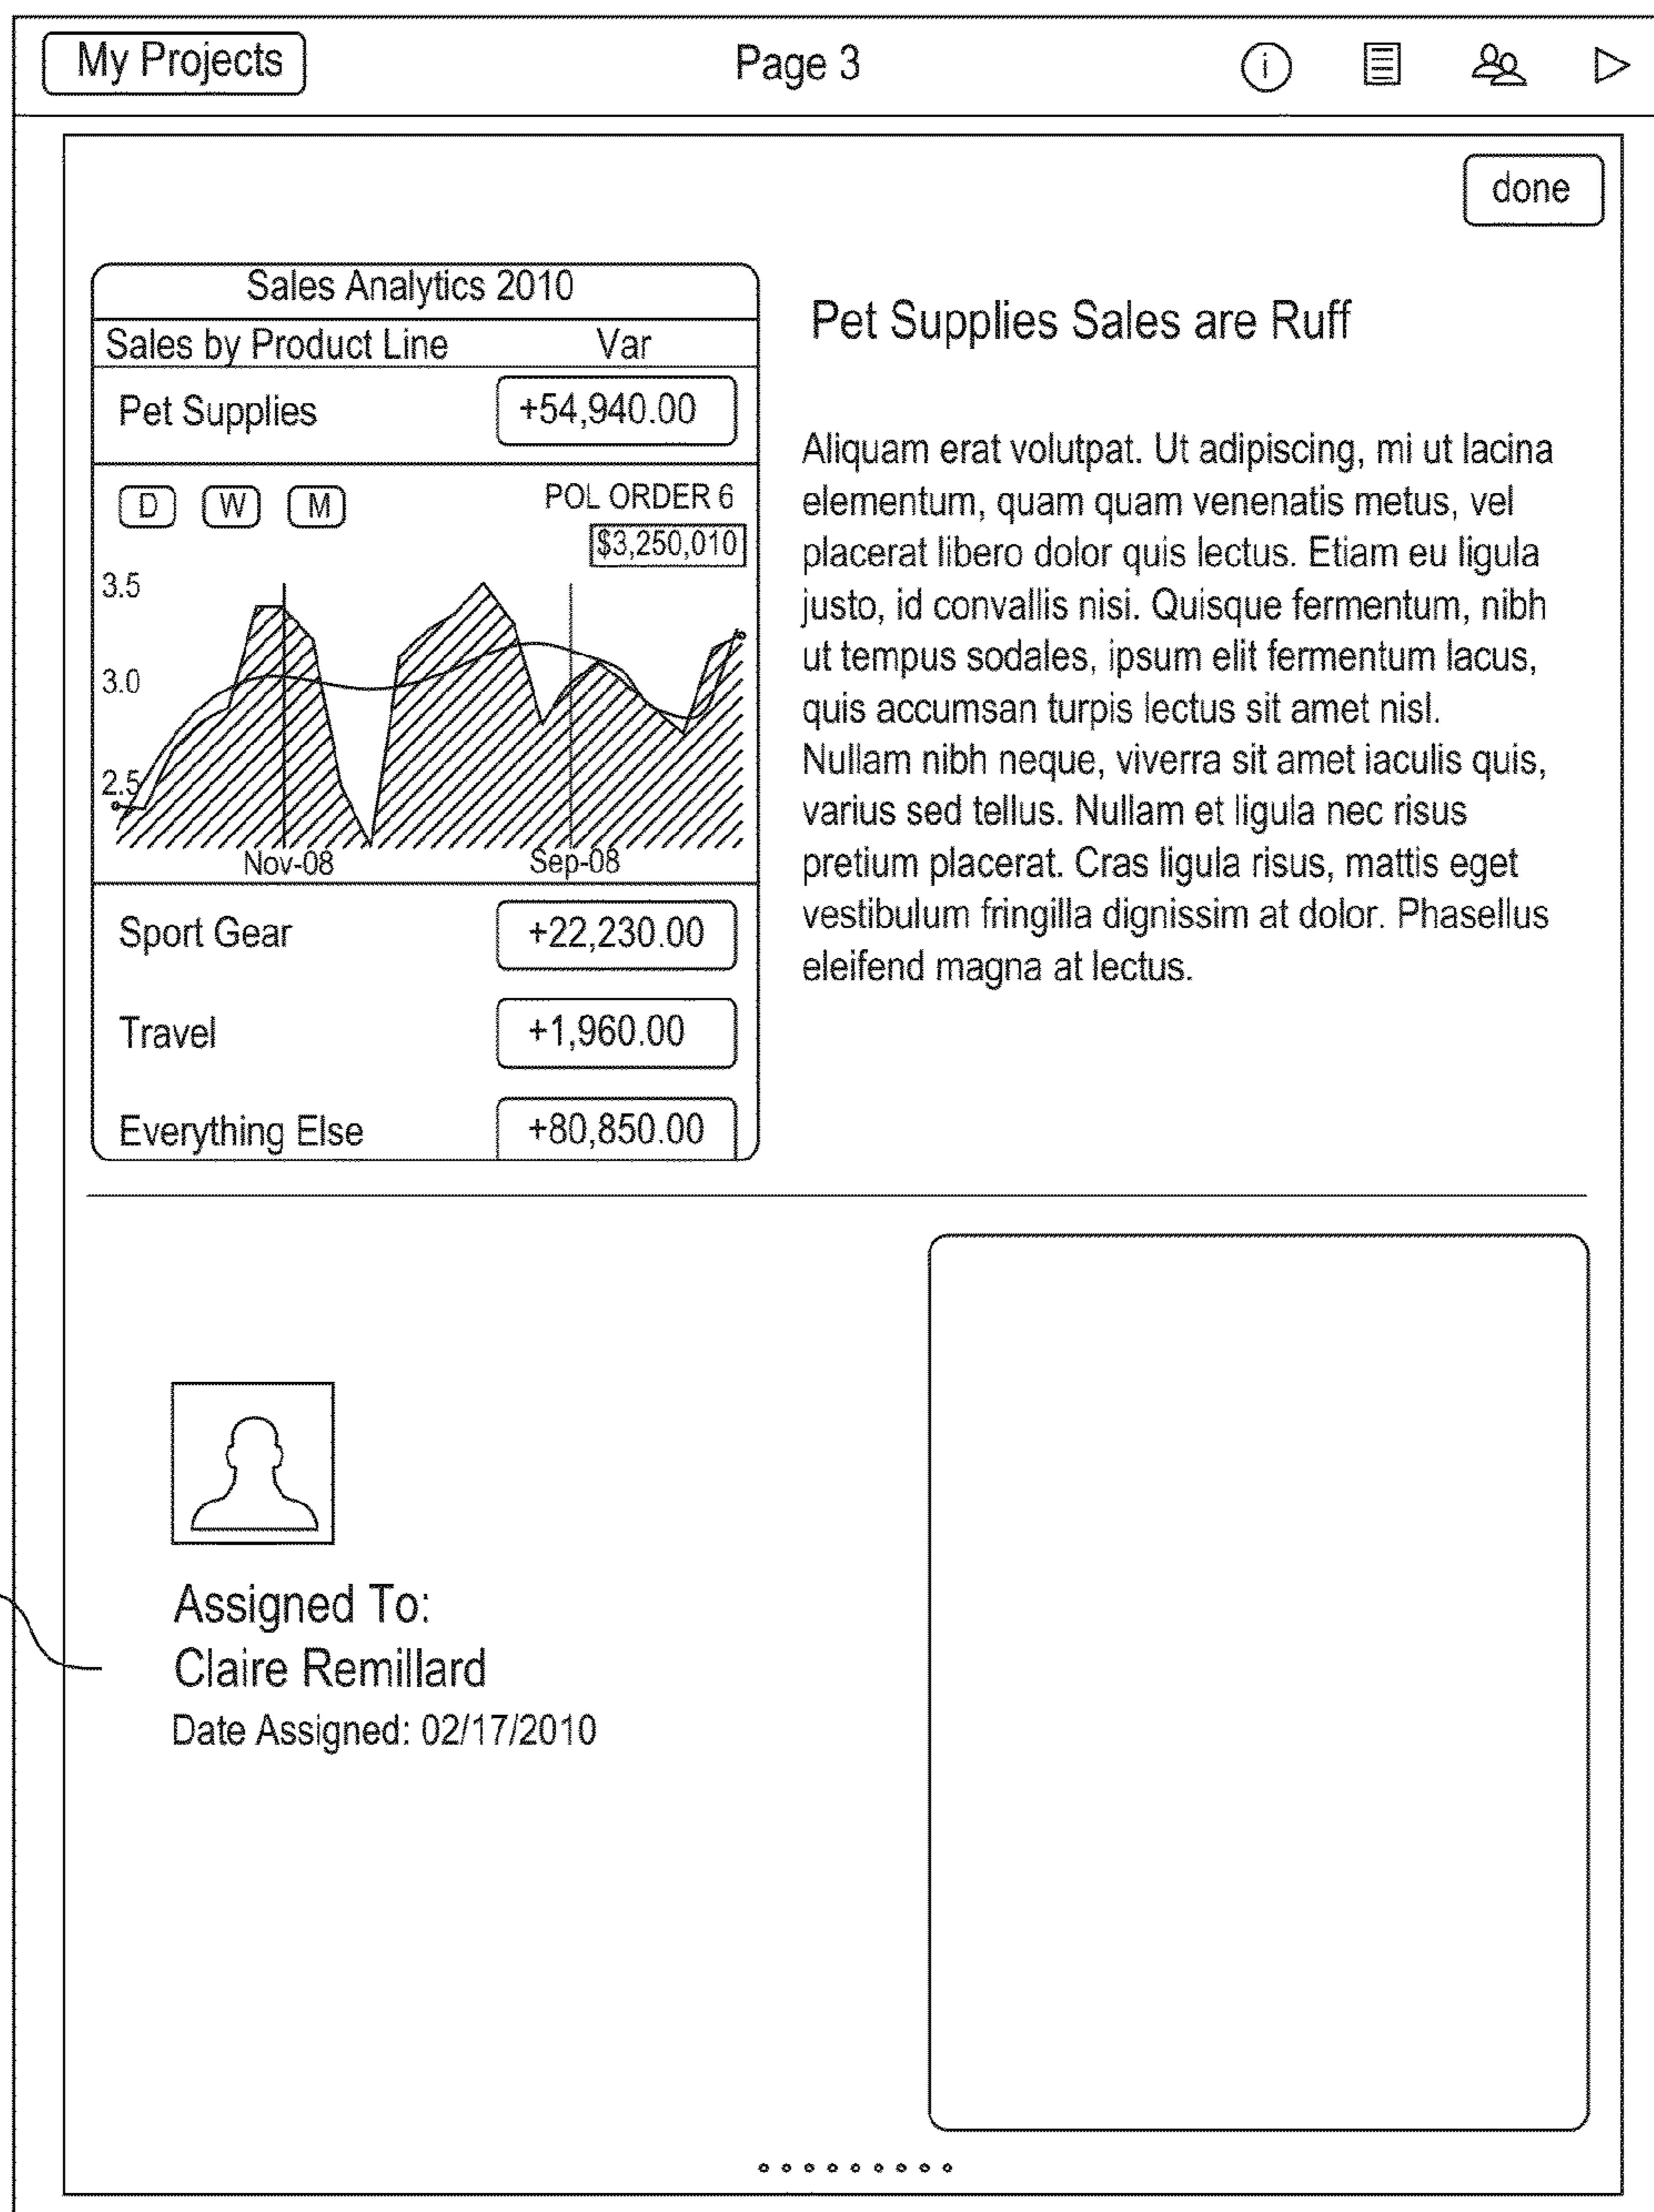 My Projects
Page 3
i
done
Sales Analytics 2010
Sales by Product Line Var
Pet Supplies +54,940.00
D W M
POL ORDER 6
$3,250,010
3.5
3.0
2.5
Nov-08 Sep-08
Sport Gear +22,230.00
Travel +1,960.00
Everything Else +80,850.00
Pet Supplies Sales are Ruff
Aliquam erat volutpat. Ut adipiscing, mi ut lacina
elementum, quam quam venenatis metus, vel
placerat libero dolor quis lectus. Etiam eu ligula
justo, id convallis nisi. Quisque fermentum, nibh
ut tempus sodales, ipsum elit fermentum lacus,
quis accumsan turpis lectus sit amet nisl.
Nullam nibh neque, viverra sit amet iaculis quis,
varius sed tellus. Nullam et ligula nec risus
pretium placerat. Cras ligula risus, mattis eget
vestibulum fringilla dignissim at dolor. Phasellus
eleifend magna at lectus.
Assigned To:
Claire Remillard
Date Assigned: 02/17/2010